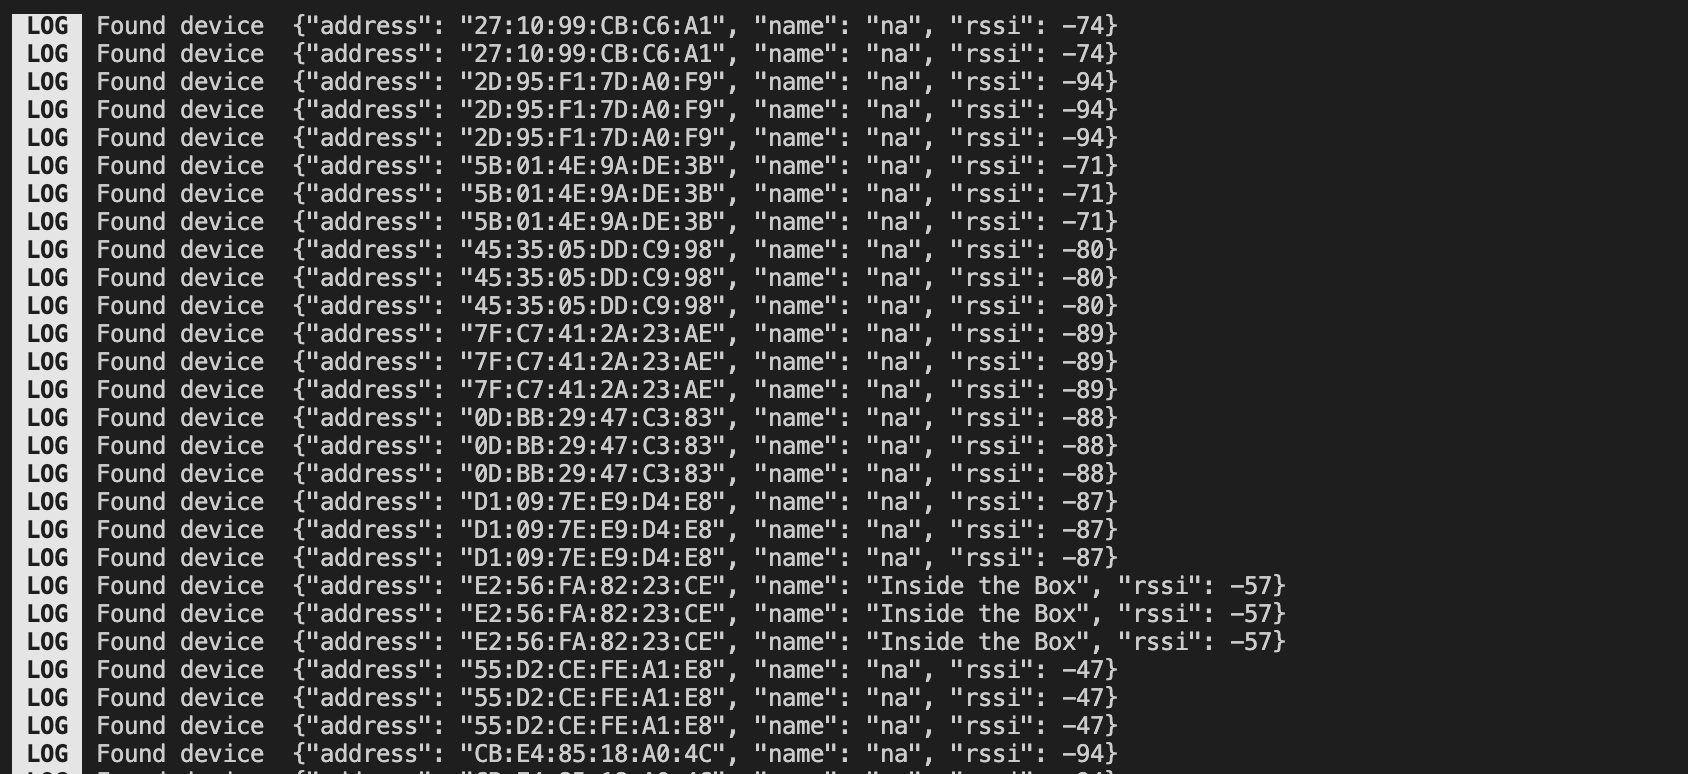 LOG Found device {"address": "27:10:99:CB:C6:A1", "name": "na", "rssi": -74}
LOG Found device {"address": "27:10:99:CB:C6:A1", "name": "na", "rssi": -74}
LOG Found device {"address": "2D:95:F1:7D:A0:F9", "name": "na", "rssi": -94}
LOG Found device {"address": "2D:95:F1:7D:A0:F9", "name": "na", "rssi": -94}
LOG Found device {"address": "2D:95:F1:7D:A0:F9", "name": "na", "rssi": -94}
LOG Found device {"address": "5B:01:4E:9A:DE:3B", "name": "na", "rssi": -71}
LOG Found device {"address": "5B:01:4E:9A:DE:3B", "name": "na", "rssi": -71}
LOG Found device {"address": "5B:01:4E:9A:DE:3B", "name": "na", "rssi": -71}
LOG Found device {"address": "45:35:05:DD:C9:98", "name": "na", "rssi": -80}
LOG Found device {"address": "45:35:05:DD:C9:98", "name": "na", "rssi": -80}
LOG Found device {"address": "45:35:05:DD:C9:98", "name": "na", "rssi": -80}
LOG Found device {"address": "7F:C7:41:2A:23:AE", "name": "na", "rssi": -89}
LOG Found device {"address": "7F:C7:41:2A:23:AE", "name": "na", "rssi": -89}
LOG Found device {"address": "7F:C7:41:2A:23:AE", "name": "na", "rssi": -89}
LOG Found device {"address": "0D:BB:29:47:C3:83", "name": "na", "rssi": -88}
LOG Found device {"address": "0D:BB:29:47:C3:83", "name": "na", "rssi": -88}
LOG Found device {"address": "0D:BB:29:47:C3:83", "name": "na", "rssi": -88}
LOG Found device {"address": "D1:09:7E:E9:D4:E8", "name": "na", "rssi": -87}
LOG Found device {"address": "D1:09:7E:E9:D4:E8", "name": "na", "rssi": -87}
LOG Found device {"address": "D1:09:7E:E9:D4:E8", "name": "na", "rssi": -87}
LOG Found device {"address": "E2:56:FA:82:23:CE", "name": "Inside the Box", "rssi": -57}
LOG Found device {"address": "E2:56:FA:82:23:CE", "name": "Inside the Box", "rssi": -57}
LOG Found device {"address": "E2:56:FA:82:23:CE", "name": "Inside the Box", "rssi": -57}
LOG Found device {"address": "55:D2:CE:FE:A1:E8", "name": "na", "rssi": -47}
LOG Found device {"address": "55:D2:CE:FE:A1:E8", "name": "na", "rssi": -47}
LOG Found device {"address": "55:D2:CE:FE:A1:E8", "name": "na", "rssi": -47}
LOG Found device {"address": "CB:E4:85:18:A0:4C", "name": "na", "rssi": -94}